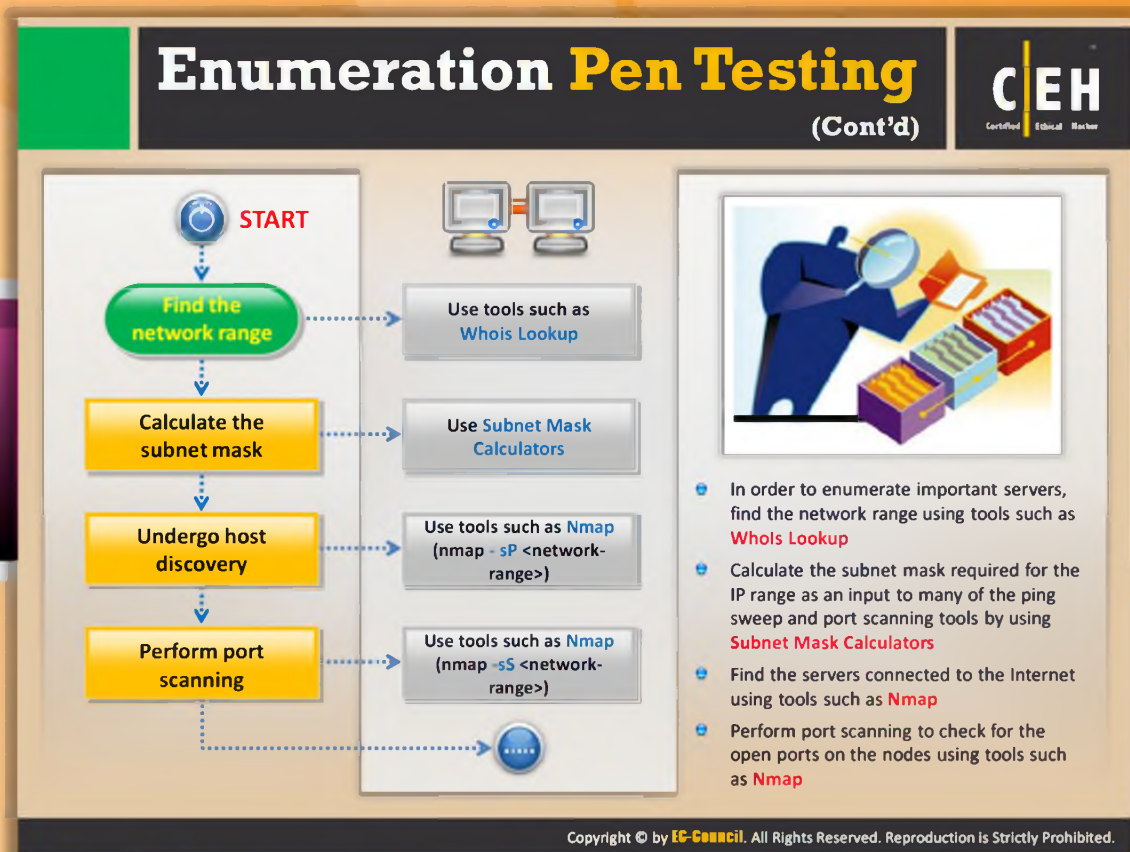 Enumeration Pen Testing
(Cont'd)
C|EH
Certified Ethical Hacker
START
Find the
network range
Use tools such as
Whois Lookup
Calculate the
subnet mask
Use Subnet Mask
Calculators
Undergo host
discovery
Use tools such as Nmap
(nmap - sP <network-
range>)
Perform port
scanning
Use tools such as Nmap
(nmap -sS <network-
range>)
In order to enumerate important servers,
find the network range using tools such as
WhoIs Lookup
Calculate the subnet mask required for the
IP range as an input to many of the ping
sweep and port scanning tools by using
Subnet Mask Calculators
Find the servers connected to the Internet
using tools such as Nmap
Perform port scanning to check for the
open ports on the nodes using tools such
as Nmap
Copyright © by EC-Council. All Rights Reserved. Reproduction is Strictly Prohibited.